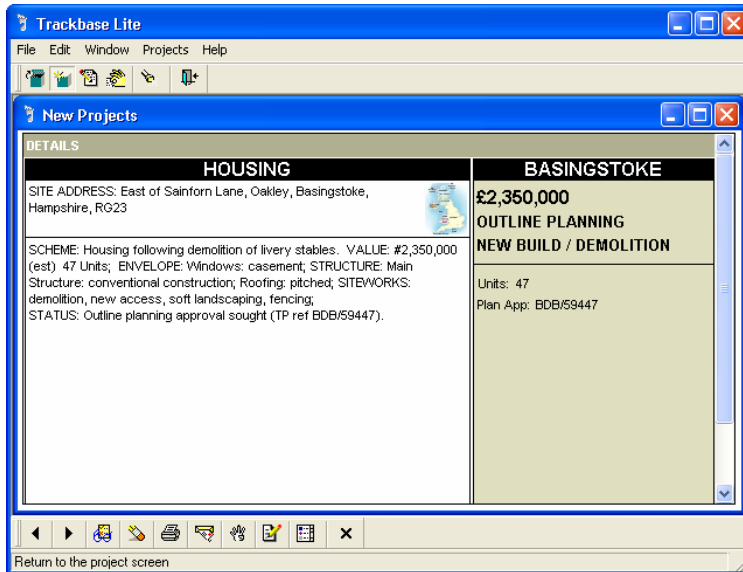 Trackbase Lite
File Edit Window Projects Help
New Projects
DETAILS
HOUSING
SITE ADDRESS: East of Sainforn Lane, Oakley, Basingstoke,
Hampshire, RG23
SCHEME: Housing following demolition of livery stables. VALUE: #2,350,000
(est) 47 Units; ENVELOPE: Windows: casement; STRUCTURE: Main
Structure: conventional construction; Roofing: pitched; SITEWORKS:
demolition, new access, soft landscaping, fencing;
STATUS: Outline planning approval sought (TP ref BDB/59447).
BASINGSTOKE
£2,350,000
OUTLINE PLANNING
NEW BUILD / DEMOLITION
Units: 47
Plan App: BDB/59447
Return to the project screen